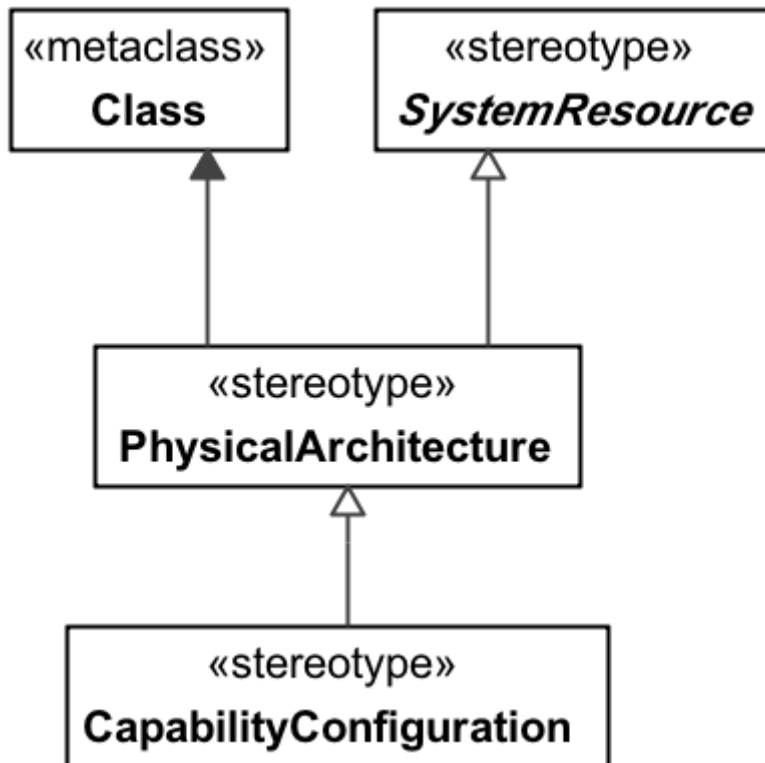 «metaclass»
Class
«stereotype»
SystemResource
«stereotype»
PhysicalArchitecture
«stereotype»
CapabilityConfiguration